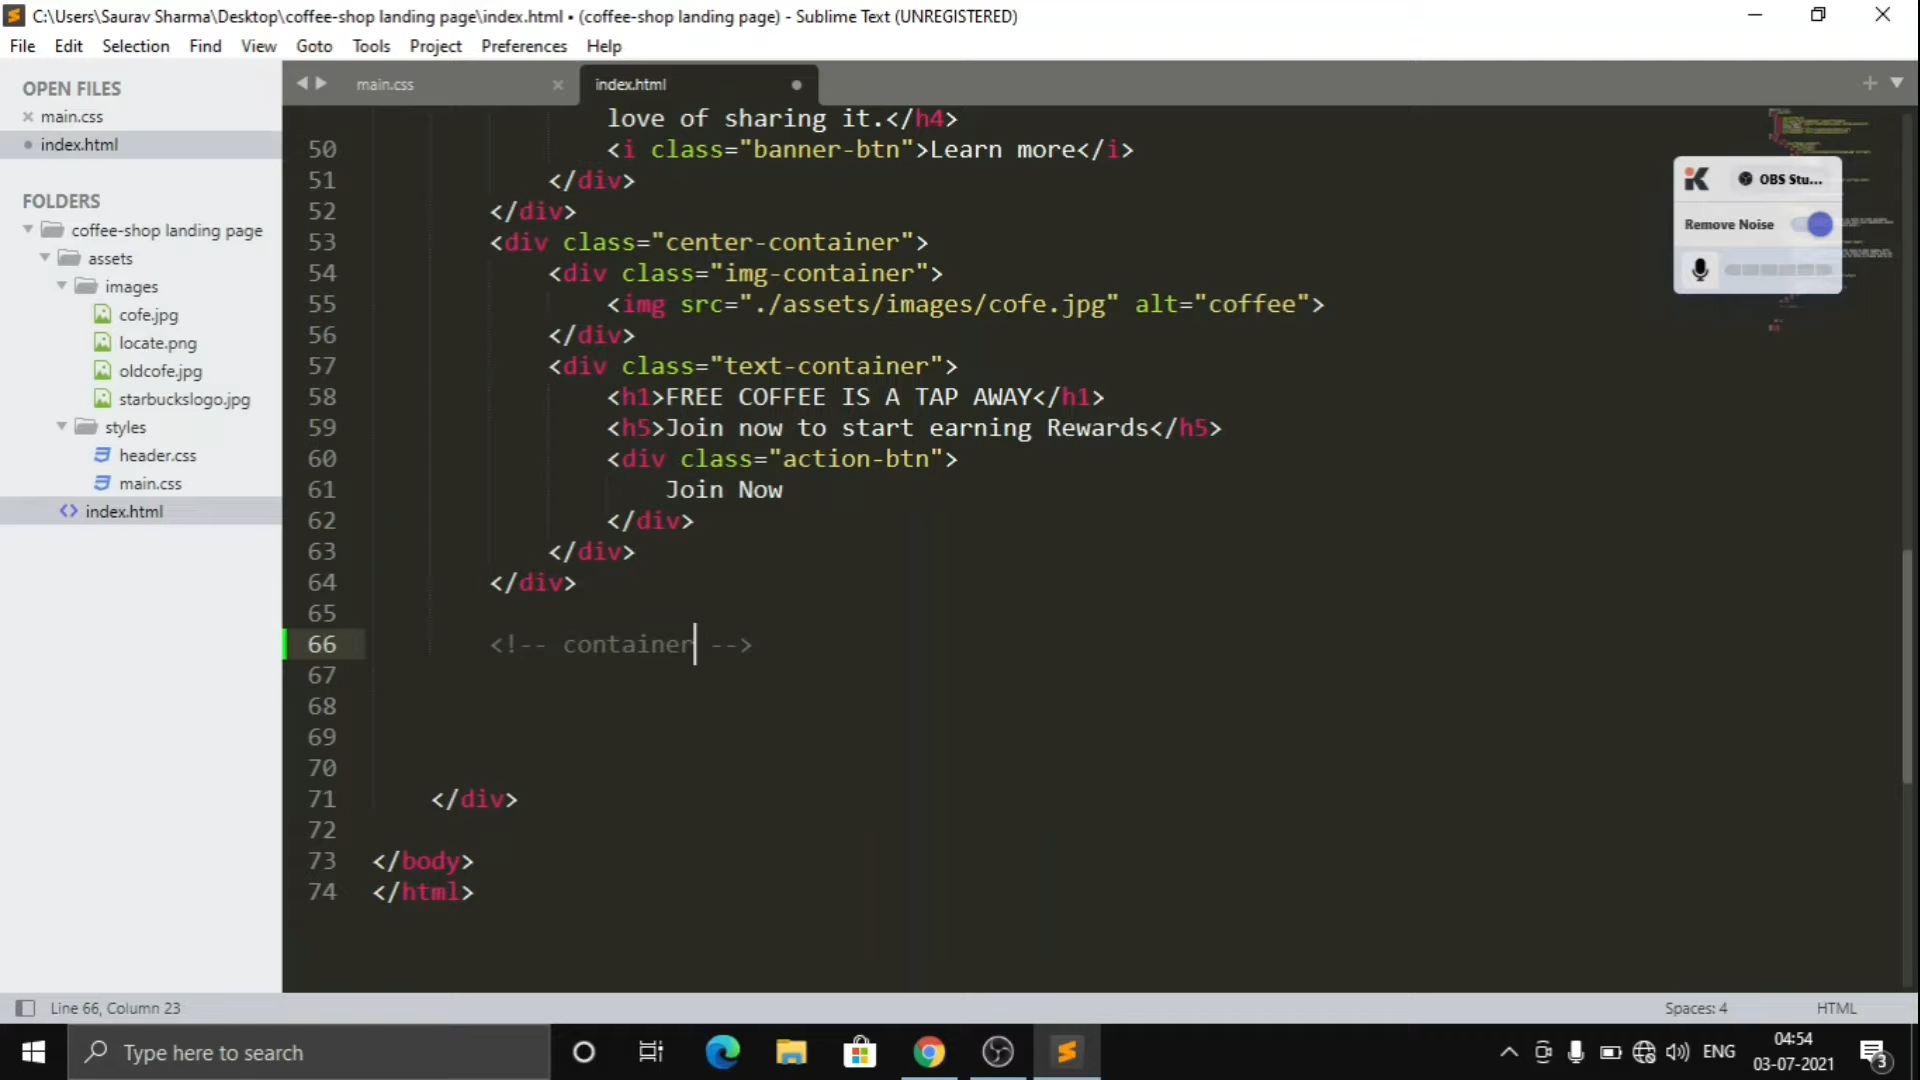 C:\Users\Saurav Sharma\Desktop\coffee-shop landing page\index.html • (coffee-shop landing page) - Sublime Text (UNREGISTERED)
File Edit Selection Find View Goto Tools Project Preferences Help
OPEN FILES
main.css
index.html
FOLDERS
coffee-shop landing page
assets
images
cofe.jpg
locate.png
oldcofe.jpg
starbuckslogo.jpg
styles
header.css
main.css
index.html
main.css
index.html
love of sharing it.</h4>
50 <i class="banner-btn">Learn more</i>
51 </div>
52 </div>
53 <div class="center-container">
54 <div class="img-container">
55 <img src="./assets/images/cofe.jpg" alt="coffee">
56 </div>
57 <div class="text-container">
58 <h1>FREE COFFEE IS A TAP AWAY</h1>
59 <h5>Join now to start earning Rewards</h5>
60 <div class="action-btn">
61 Join Now
62 </div>
63 </div>
64 </div>
65
66 <!-- container -->
67
68
69
70
71 </div>
72
73 </body>
74 </html>
OBS Stu...
Remove Noise
Line 66, Column 23
Spaces: 4
HTML
Type here to search
ENG
04:54
03-07-2021
3